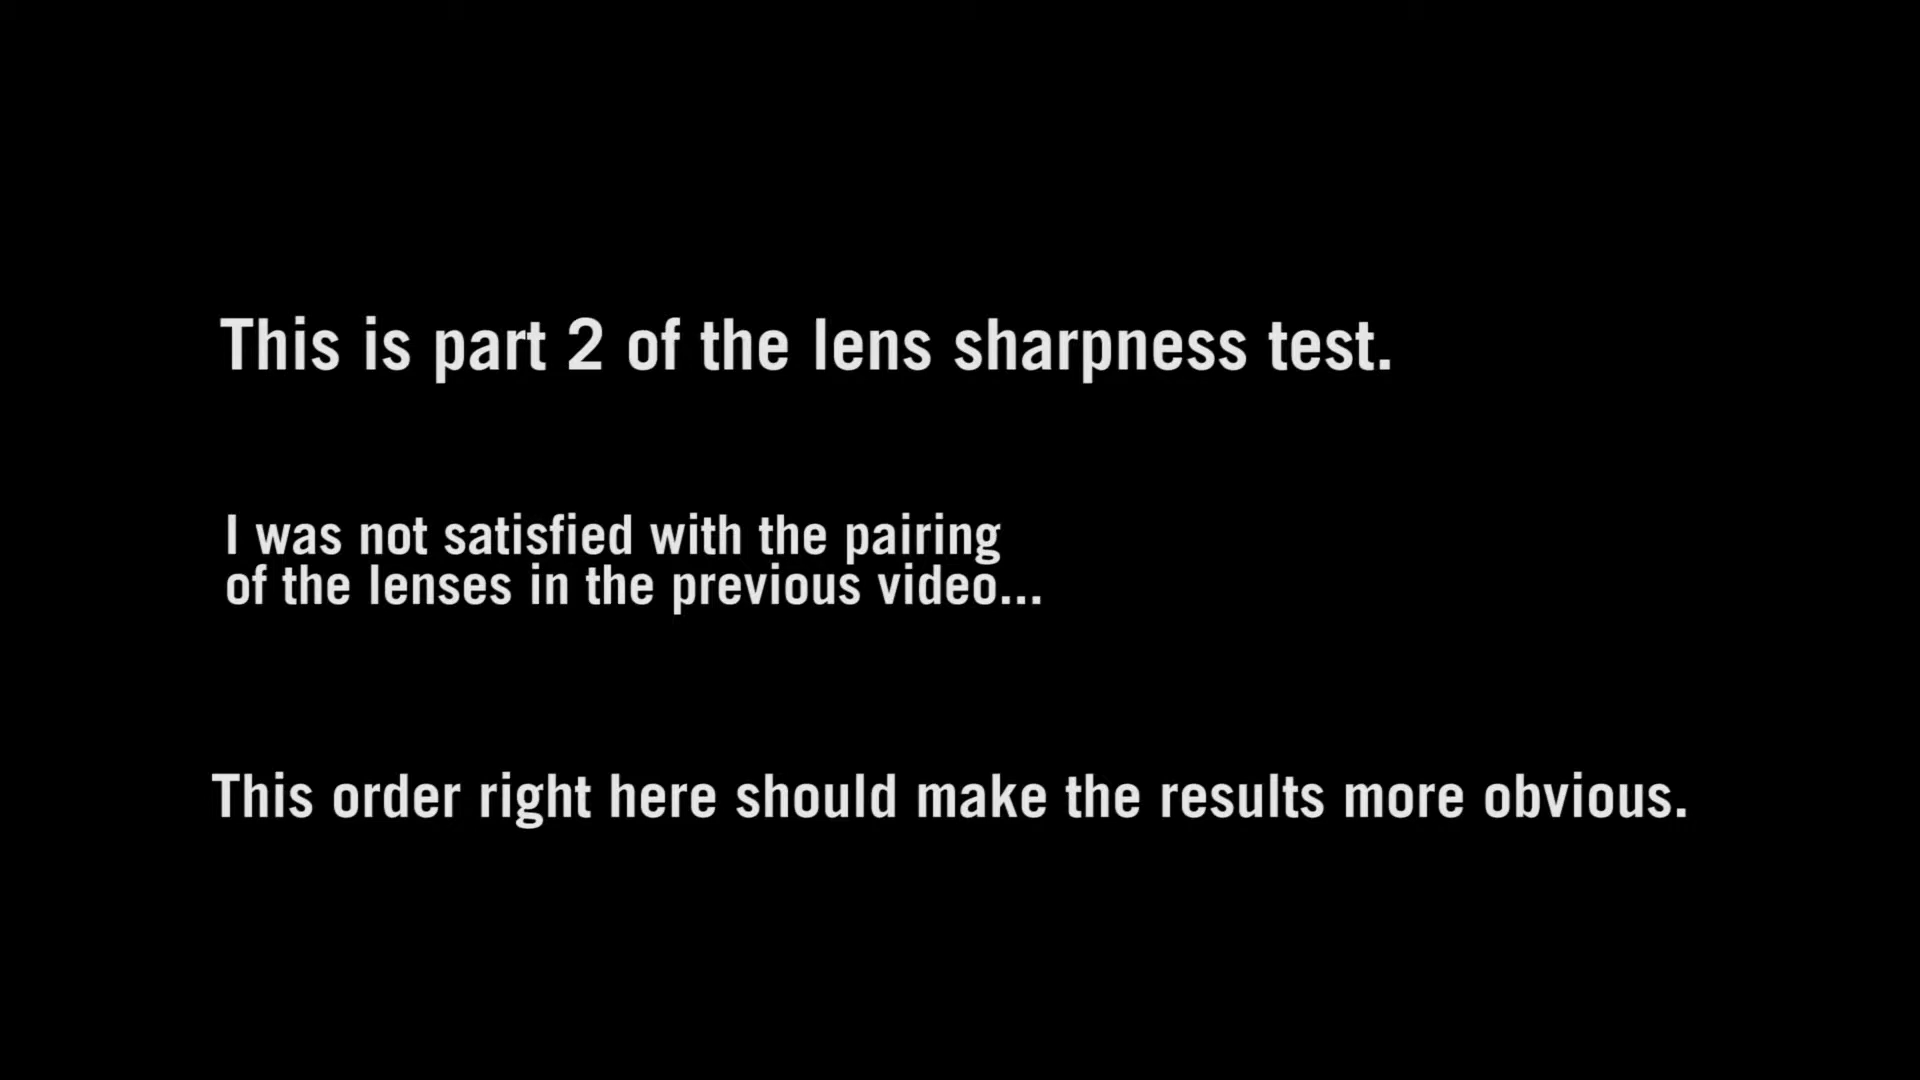 This is part 2 of the lens sharpness test.
I was not satisfied with the pairing
of the lenses in the previous video...
This order right here should make the results more obvious.